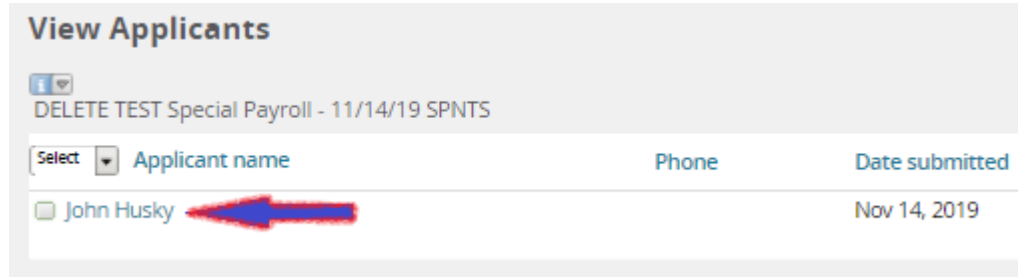 View Applicants
i
DELETE TEST Special Payroll - 11/14/19 SPNTS
Select Applicant name Phone Date submitted
John Husky Nov 14, 2019